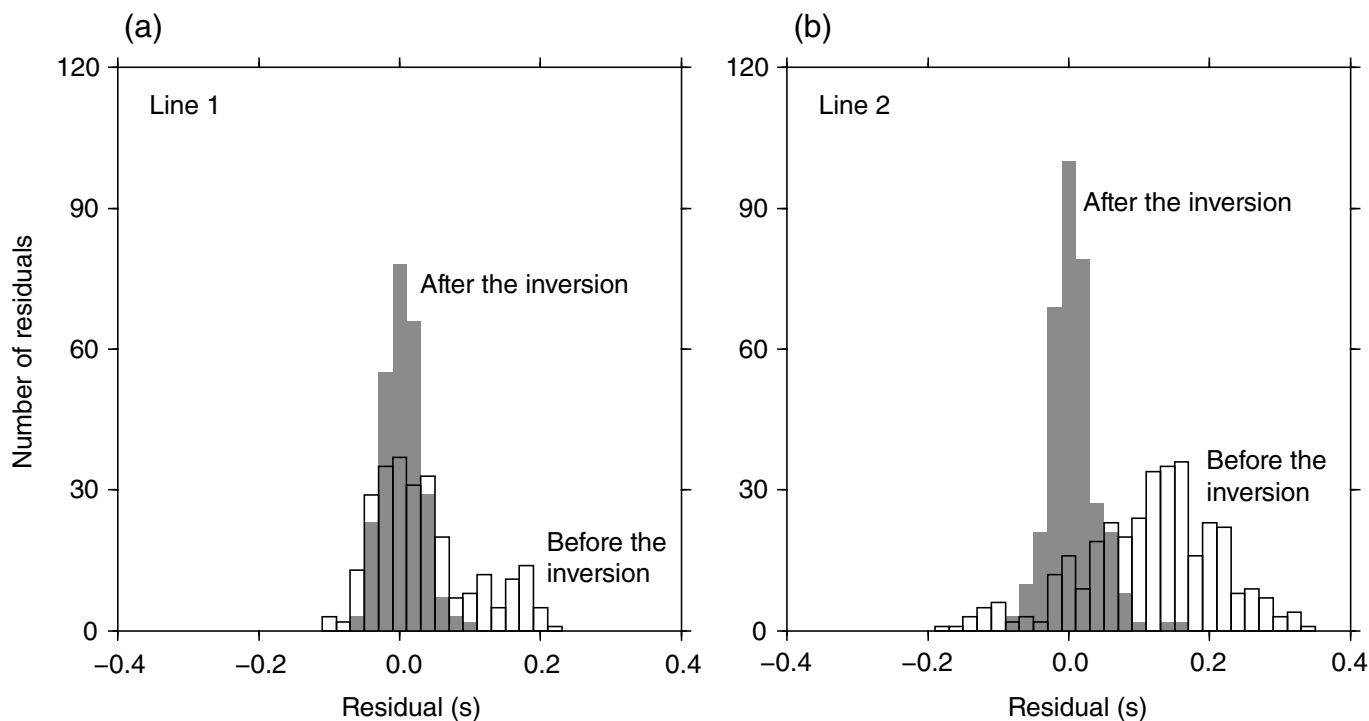 (a)
Line 1
After the inversion
Before the
inversion
Number of residuals
120
90
60
30
0
−0.4
−0.2
0.0
0.2
0.4
Residual (s)
(b)
Line 2
After the inversion
Before the
inversion
120
90
60
30
0
−0.4
−0.2
0.0
0.2
0.4
Residual (s)